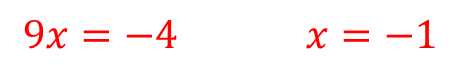 9x = −4 x = −1